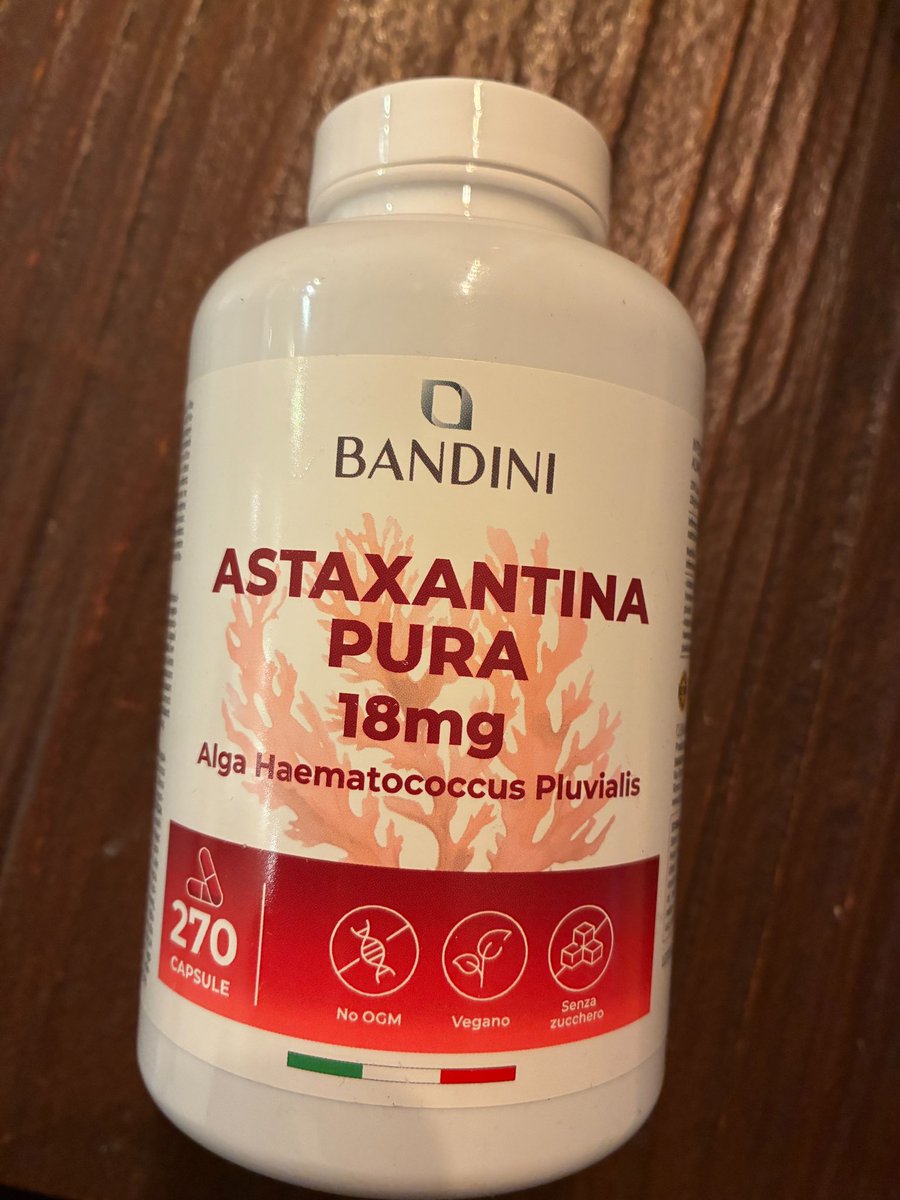 BANDINI
ASTAXANTINA
PURA
18mg
Alga Haematococcus Pluvialis
270
CAPSULE
No OGM
Vegano
Senza
zucchero